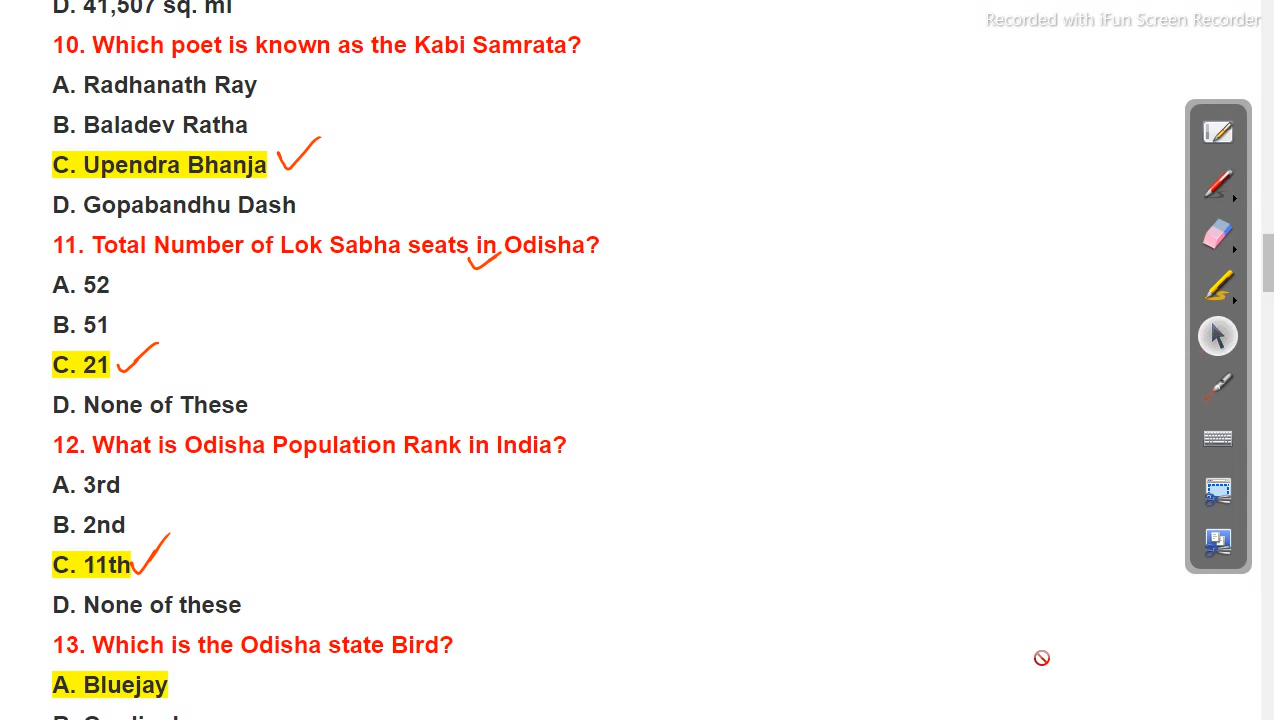 D. 41,507 sq. mi
Recorded with iFun Screen Recorder
10. Which poet is known as the Kabi Samrata?
A. Radhanath Ray
B. Baladev Ratha
C. Upendra Bhanja
D. Gopabandhu Dash
11. Total Number of Lok Sabha seats in Odisha?
A. 52
B. 51
C. 21
D. None of These
12. What is Odisha Population Rank in India?
A. 3rd
B. 2nd
C. 11th
D. None of these
13. Which is the Odisha state Bird?
A. Bluejay